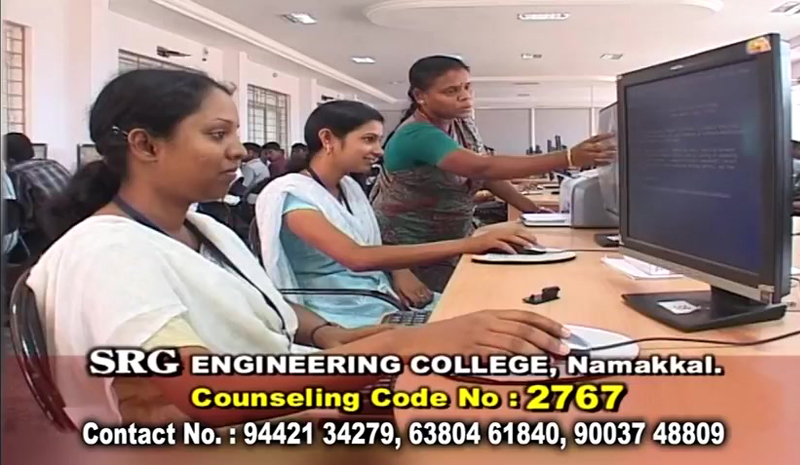 SRG ENGINEERING COLLEGE, Namakkal.
Counseling Code No : 2767
Contact No. : 94421 34279, 63804 61840, 90037 48809